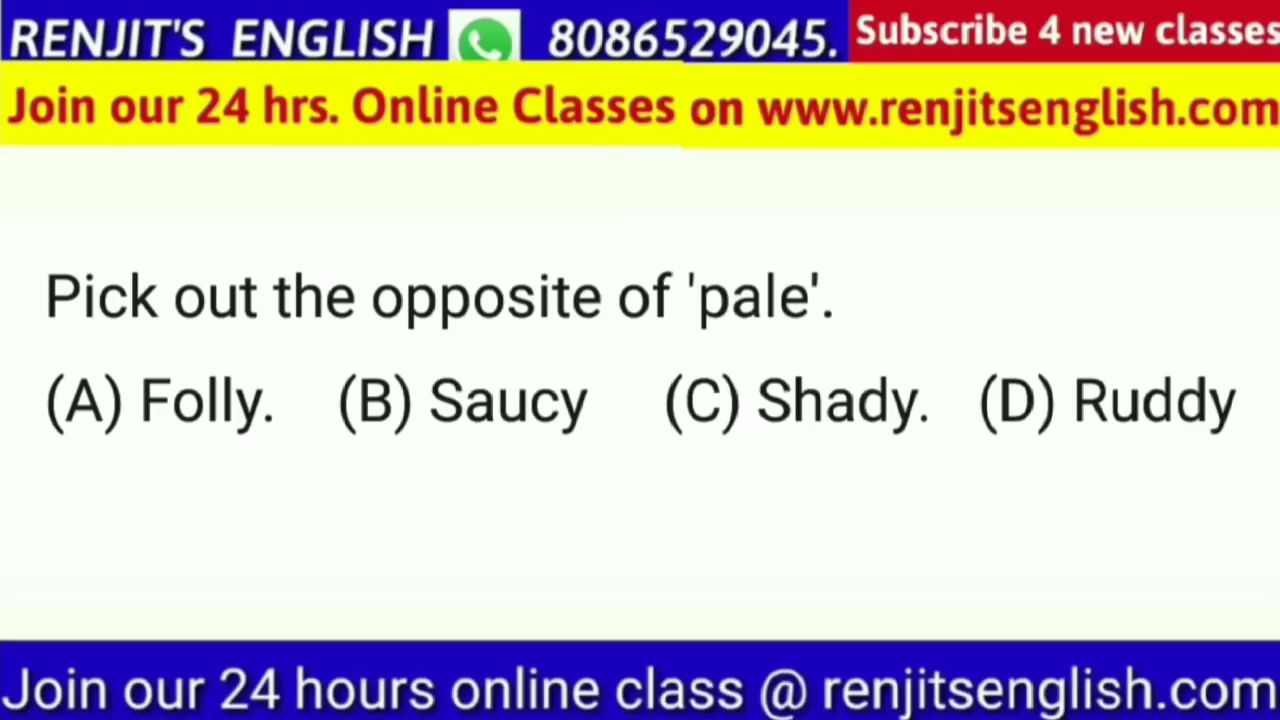 RENJIT'S ENGLISH 8086529045. Subscribe 4 new classes
Join our 24 hrs. Online Classes on www.renjitsenglish.com
Pick out the opposite of 'pale'.
(A) Folly. (B) Saucy (C) Shady. (D) Ruddy
Join our 24 hours online class @ renjitsenglish.com